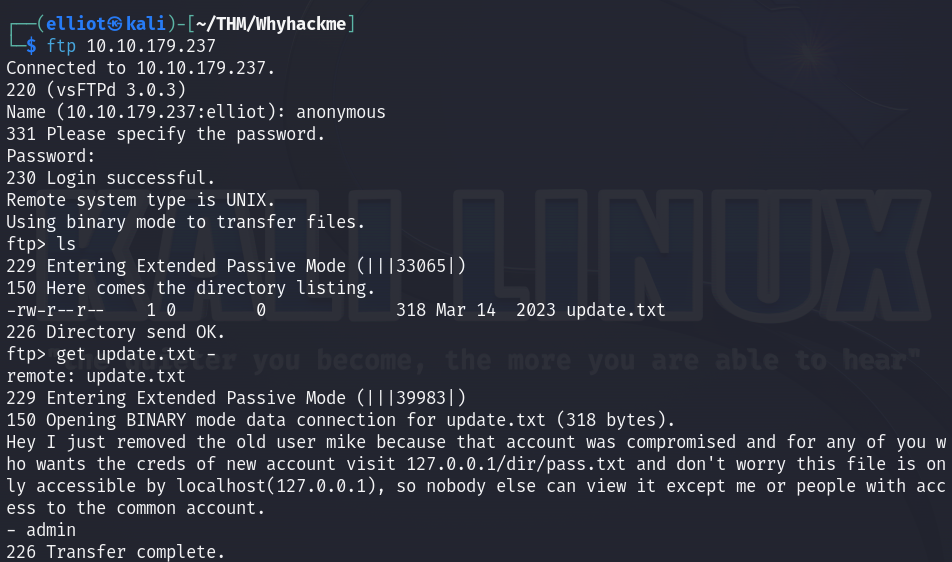 ┌──(elliot㉿kali)-[~/THM/Whyhackme]
└─$ ftp 10.10.179.237
Connected to 10.10.179.237.
220 (vsFTPd 3.0.3)
Name (10.10.179.237:elliot): anonymous
331 Please specify the password.
Password:
230 Login successful.
Remote system type is UNIX.
Using binary mode to transfer files.
ftp> ls
229 Entering Extended Passive Mode (|||33065|)
150 Here comes the directory listing.
-rw-r--r--    1 0        0             318 Mar 14  2023 update.txt
226 Directory send OK.
ftp> get update.txt -
remote: update.txt
229 Entering Extended Passive Mode (|||39983|)
150 Opening BINARY mode data connection for update.txt (318 bytes).
Hey I just removed the old user mike because that account was compromised and for any of you w
ho wants the creds of new account visit 127.0.0.1/dir/pass.txt and don't worry this file is on
ly accessible by localhost(127.0.0.1), so nobody else can view it except me or people with acc
ess to the common account.
- admin
226 Transfer complete.
KALI LINUX
"the quieter you become, the more you are able to hear"